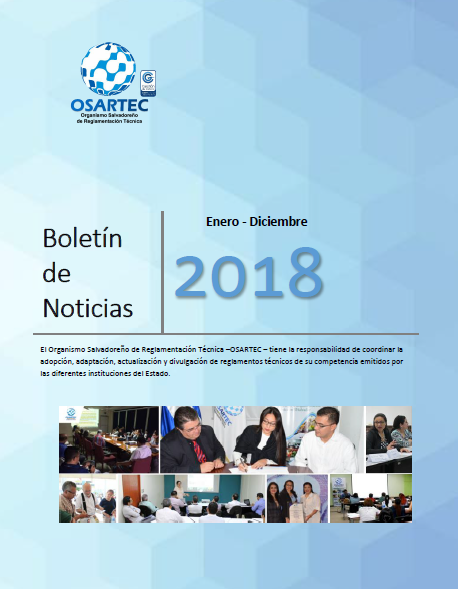 OSARTEC
Organismo Salvadoreño
de Reglamentación Técnica
Boletín
de
Noticias
Enero - Diciembre
2018
El Organismo Salvadoreño de Reglamentación Técnica –OSARTEC – tiene la responsabilidad de coordinar la
adopción, adaptación, actualización y divulgación de reglamentos técnicos de su competencia emitidos por
las diferentes instituciones del Estado.